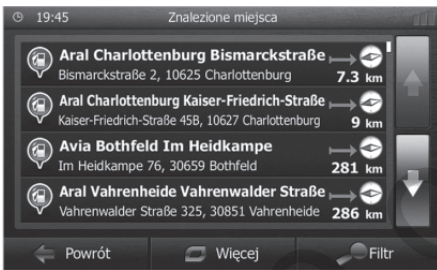 19:45 Znalezione miejsca
Aral Charlottenburg Bismarckstraße
Bismarckstraße 2, 10625 Charlottenburg 7.3 km
Aral Charlottenburg Kaiser-Friedrich-Straße
Kaiser-Friedrich-Straße 45B, 10627 Charlottenburg 9 km
Avia Bothfeld Im Heidkampe
Im Heidkampe 76, 30659 Bothfeld 281 km
Aral Vahrenheide Vahrenwalder Straße
Vahrenwalder Straße 325, 30851 Vahrenheide 286 km
Powrót Więcej Filtr